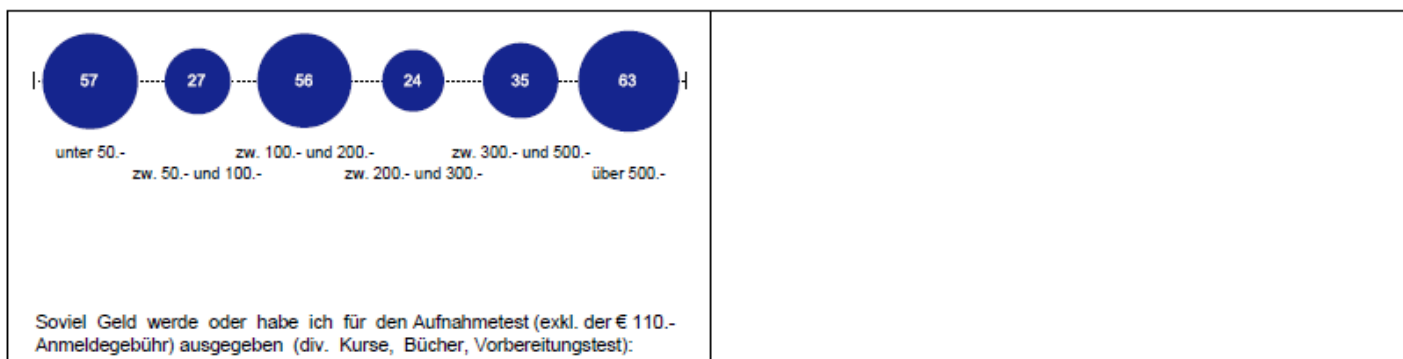 57 27 56 24 35 63
unter 50.- zw. 100.- und 200.- zw. 300.- und 500.-
zw. 50.- und 100.- zw. 200.- und 300.- über 500.-
Soviel Geld werde oder habe ich für den Aufnahmetest (exkl. der € 110.-
Anmeldegebühr) ausgegeben (div. Kurse, Bücher, Vorbereitungstest):